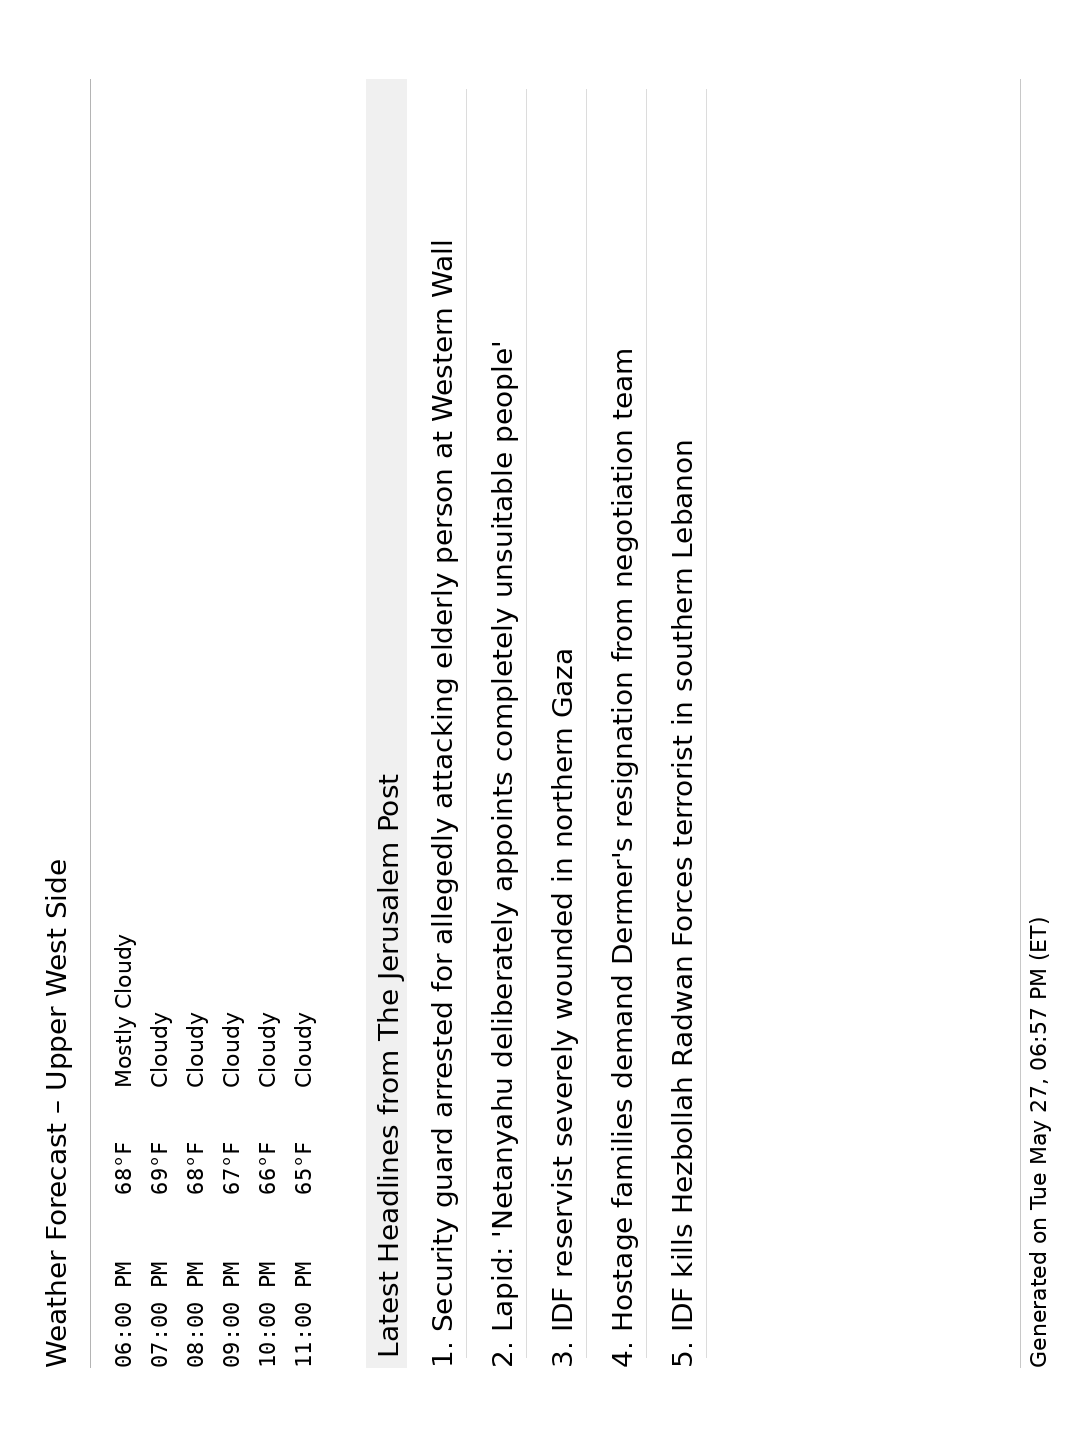 Weather Forecast – Upper West Side
06:00 PM 68°F Mostly Cloudy
07:00 PM 69°F Cloudy
08:00 PM 68°F Cloudy
09:00 PM 67°F Cloudy
10:00 PM 66°F Cloudy
11:00 PM 65°F Cloudy
Latest Headlines from The Jerusalem Post
1. Security guard arrested for allegedly attacking elderly person at Western Wall
2. Lapid: 'Netanyahu deliberately appoints completely unsuitable people'
3. IDF reservist severely wounded in northern Gaza
4. Hostage families demand Dermer's resignation from negotiation team
5. IDF kills Hezbollah Radwan Forces terrorist in southern Lebanon
Generated on Tue May 27, 06:57 PM (ET)